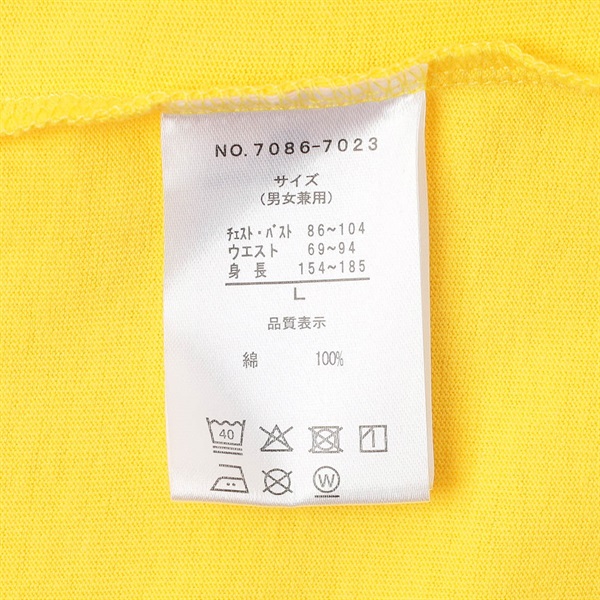 NO. 7086-7023
サイズ
(男女兼用)
ﾁｪｽﾄ・ﾊﾞｽﾄ 86~104
ウエスト 69~94
身長 154~185
L
品質表示
綿 100%
40
W